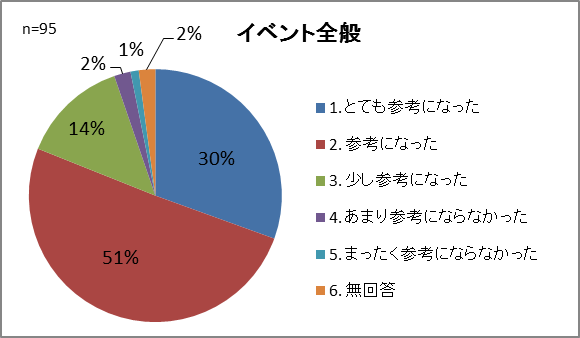 n=95
イベント全般
2%
1%
2%
14%
30%
51%
1.とても参考になった
2. 参考になった
3. 少し参考になった
4.あまり参考にならなかった
5.まったく参考にならなかった
6. 無回答